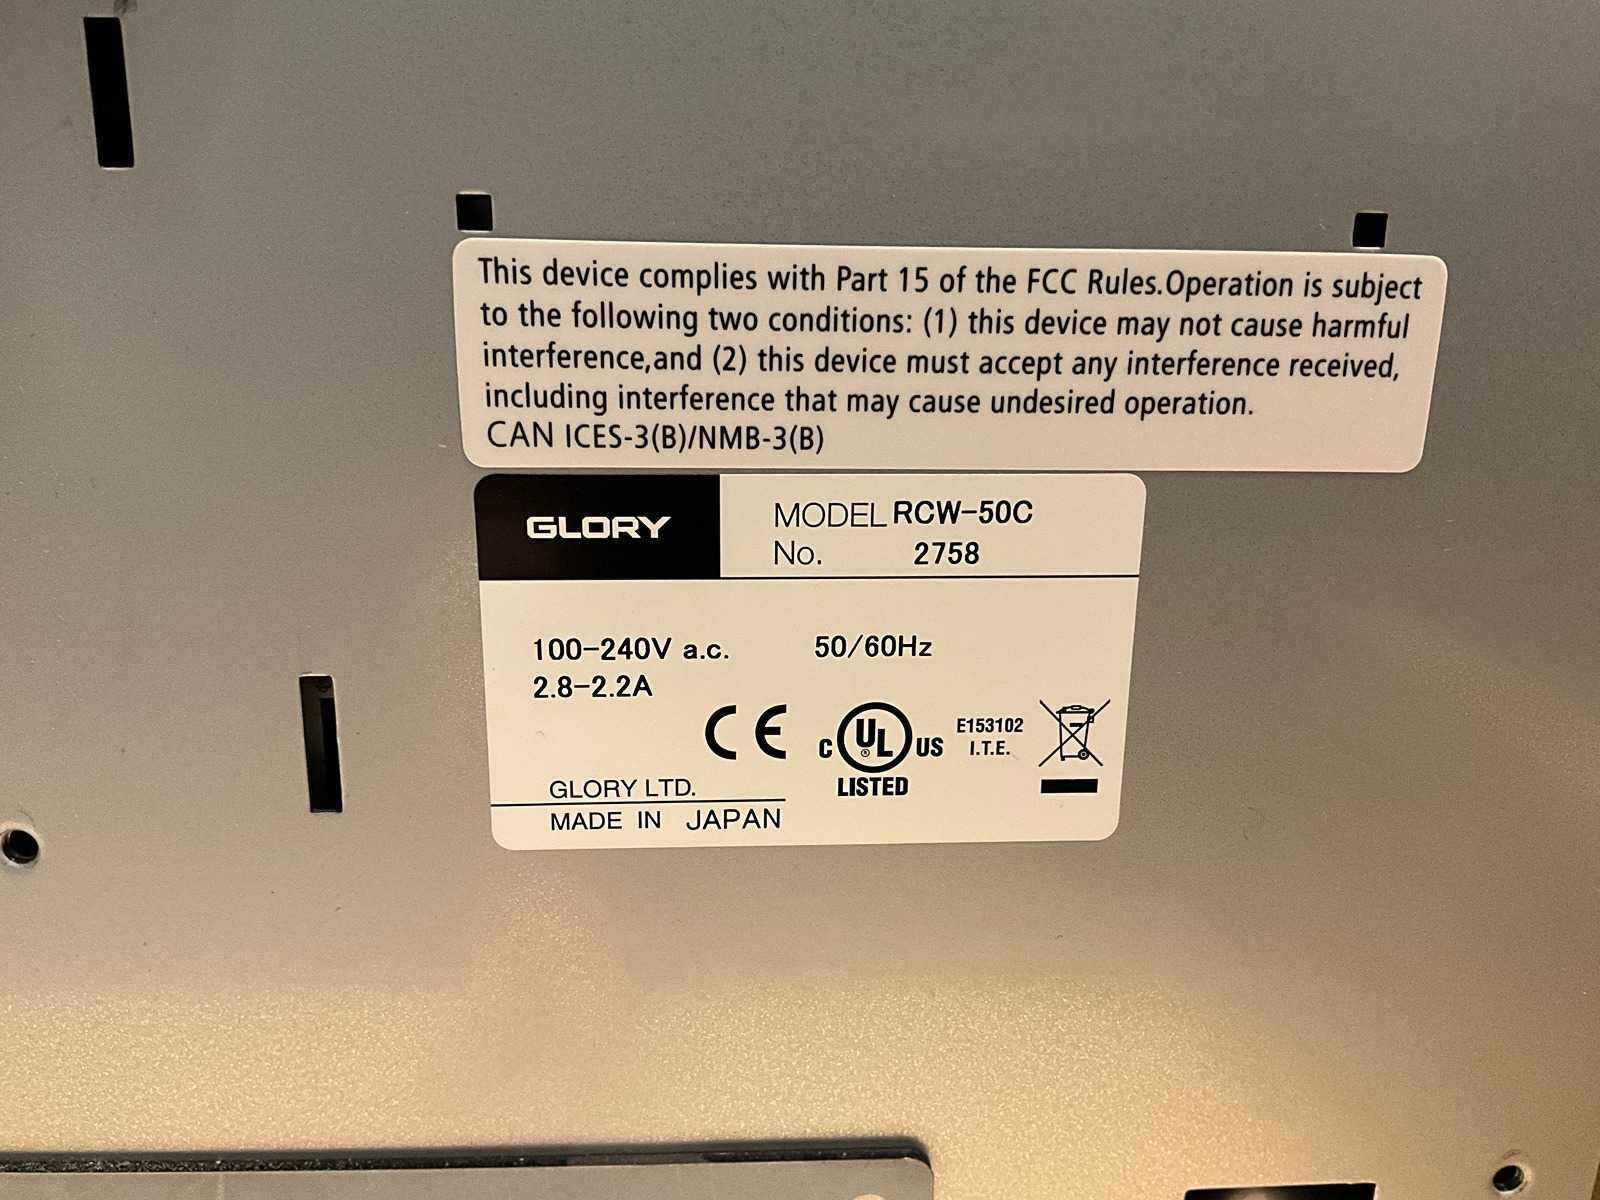 This device complies with Part 15 of the FCC Rules.Operation is subject
to the following two conditions: (1) this device may not cause harmful
interference,and (2) this device must accept any interference received,
including interference that may cause undesired operation.
CAN ICES-3(B)/NMB-3(B)
GLORY
MODEL RCW-50C
No. 2758
100-240V a.c. 50/60Hz
2.8-2.2A
CE
C UL ® US
LISTED
E153102
I.T.E.
GLORY LTD.
MADE IN JAPAN